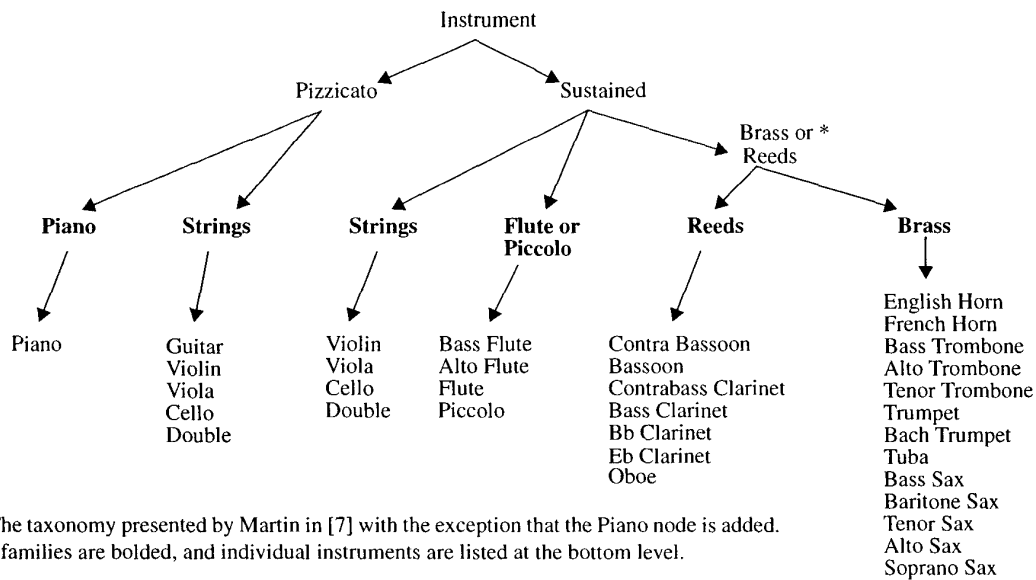 Instrument
Pizzicato
Sustained
Brass or *
Reeds
Piano
Strings
Strings
Flute or
Piccolo
Reeds
Brass
Piano
Guitar
Violin
Viola
Cello
Double
Violin
Viola
Cello
Double
Bass Flute
Alto Flute
Flute
Piccolo
Contra Bassoon
Bassoon
Contrabass Clarinet
Bass Clarinet
Bb Clarinet
Eb Clarinet
Oboe
English Horn
French Horn
Bass Trombone
Alto Trombone
Tenor Trombone
Trumpet
Bach Trumpet
Tuba
Bass Sax
Baritone Sax
Tenor Sax
Alto Sax
Soprano Sax
he taxonomy presented by Martin in [7] with the exception that the Piano node is added.
families are bolded, and individual instruments are listed at the bottom level.